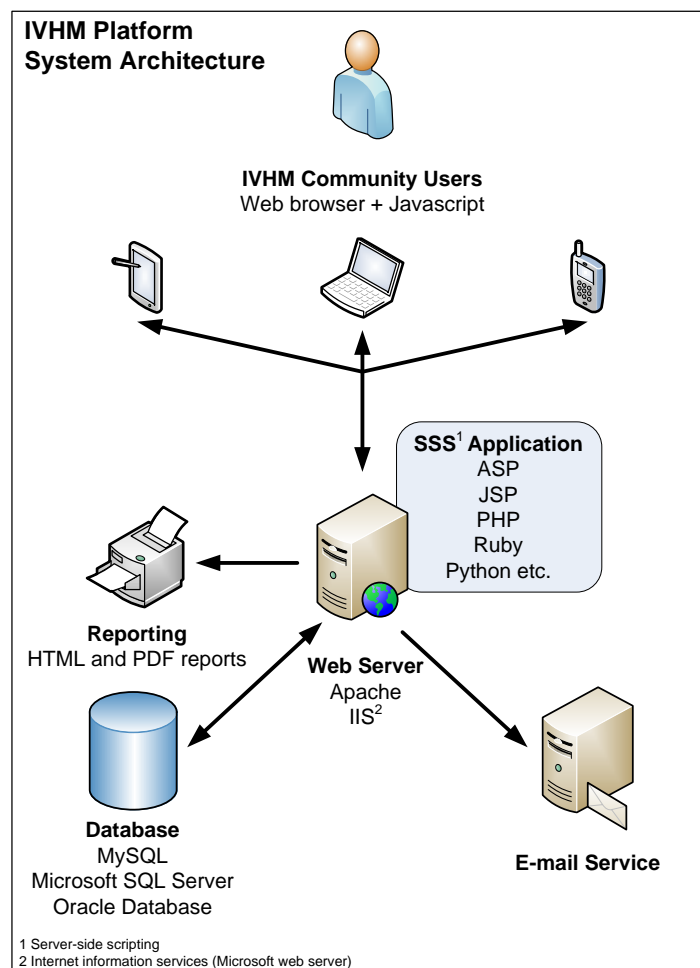 IVHM Platform
System Architecture
IVHM Community Users
Web browser + Javascript
SSS¹ Application
ASP
JSP
PHP
Ruby
Python etc.
Reporting
HTML and PDF reports
Web Server
Apache
IIS²
Database
MySQL
Microsoft SQL Server
Oracle Database
E-mail Service
1 Server-side scripting
2 Internet information services (Microsoft web server)